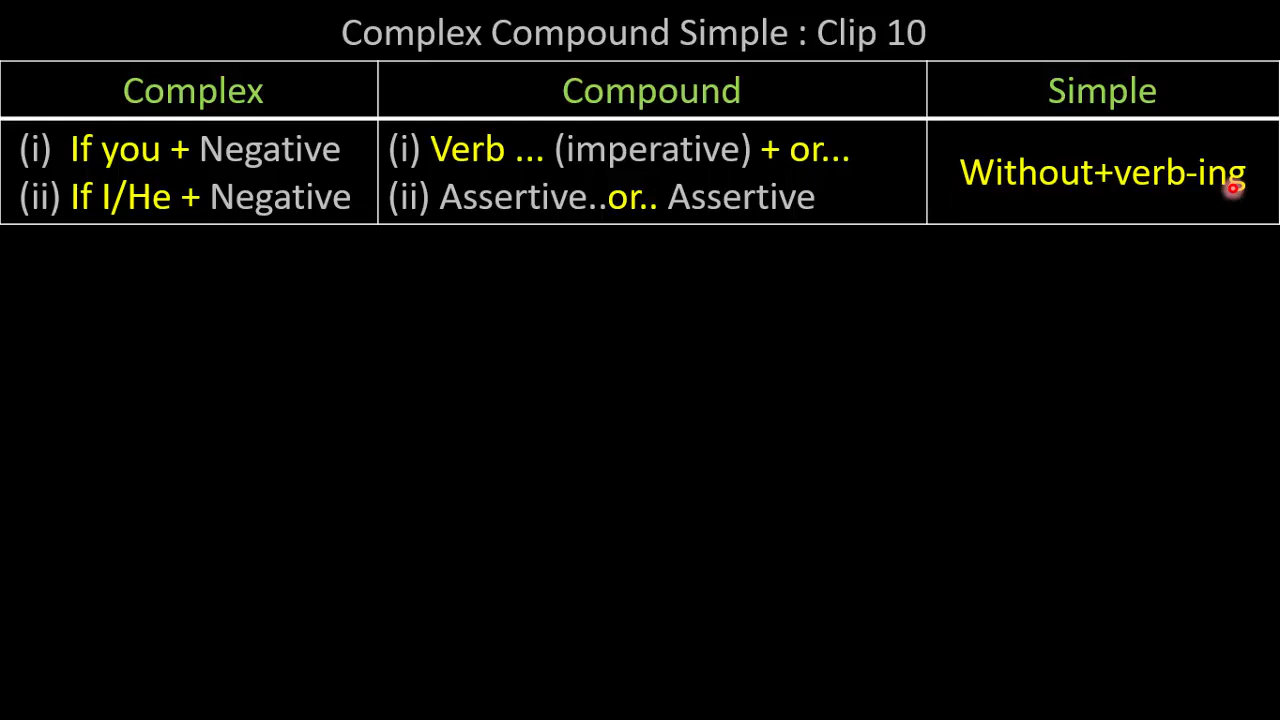 Complex Compound Simple : Clip 10
Complex
Compound
Simple
(i) If you + Negative
(ii) If I/He + Negative
(i) Verb ... (imperative) + or...
(ii) Assertive..or.. Assertive
Without+verb-ing